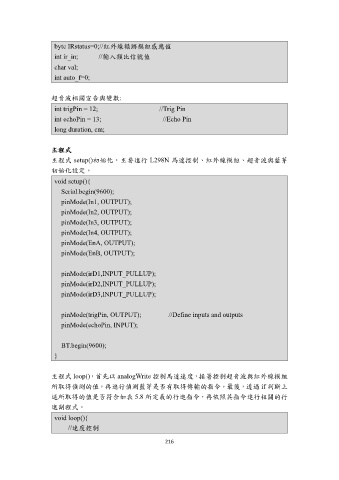 byte IRstatus=0;//紅外線循跡模組感應值
int ir_in;　　//輸入類比信號值
char val;
int auto_f=0;
超音波相關宣告與變數:
int trigPin = 12;　　//Trig Pin
int echoPin = 13;　　//Echo Pin
long duration, cm;
主程式
主程式 setup()初始化，主要進行 L298N 馬達控制、紅外線模組、超音波與藍芽
初始化設定。
void setup(){
Serial.begin(9600);
pinMode(In1, OUTPUT);
pinMode(In2, OUTPUT);
pinMode(In3, OUTPUT);
pinMode(In4, OUTPUT);
pinMode(EnA, OUTPUT);
pinMode(EnB, OUTPUT);
pinMode(irD1,INPUT_PULLUP);
pinMode(irD2,INPUT_PULLUP);
pinMode(irD3,INPUT_PULLUP);
pinMode(trigPin, OUTPUT);　　//Define inputs and outputs
pinMode(echoPin, INPUT);
BT.begin(9600);
}
主程式 loop()，首先以 analogWrite 控制馬達速度，接著控制超音波與紅外線模組
所取得偵測的值，再進行偵測藍芽是否有取得傳輸的指令，最後，透過 if 判斷上
述所取得的值是否符合如表 5.8 所定義的行進指令，再依照其指令進行相關的行
進副程式。
void loop(){
//速度控制
216